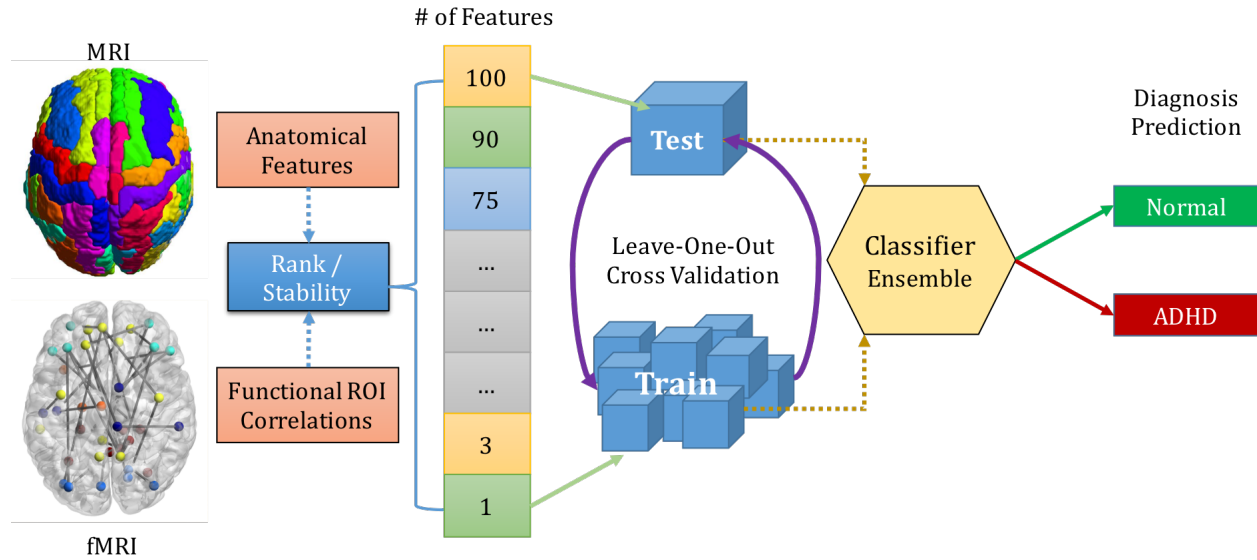 # of Features
MRI
100
90
75
...
...
...
3
1
Anatomical
Features
Rank /
Stability
Functional ROI
Correlations
fMRI
Test
Leave-One-Out
Cross Validation
Train
Classifier
Ensemble
Diagnosis
Prediction
Normal
ADHD